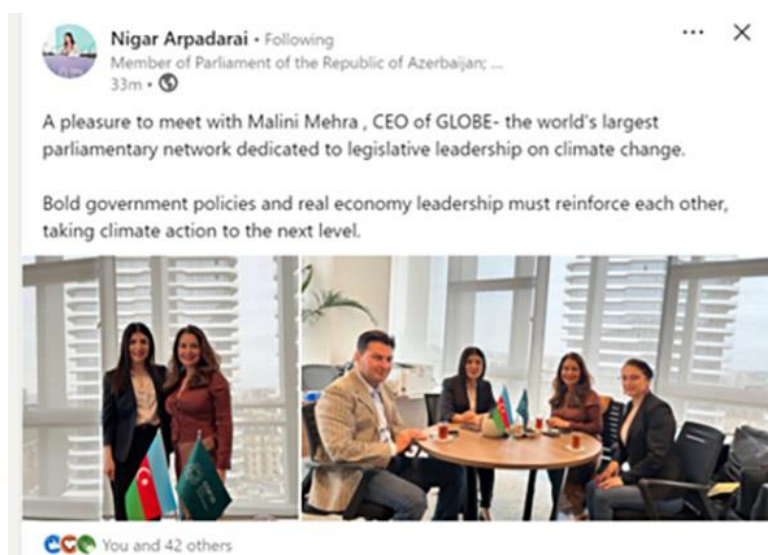 Nigar Arpadarai • Following
Member of Parliament of the Republic of Azerbaijan; ...
33m •
A pleasure to meet with Malini Mehra , CEO of GLOBE- the world's largest
parliamentary network dedicated to legislative leadership on climate change.
Bold government policies and real economy leadership must reinforce each other,
taking climate action to the next level.
You and 42 others